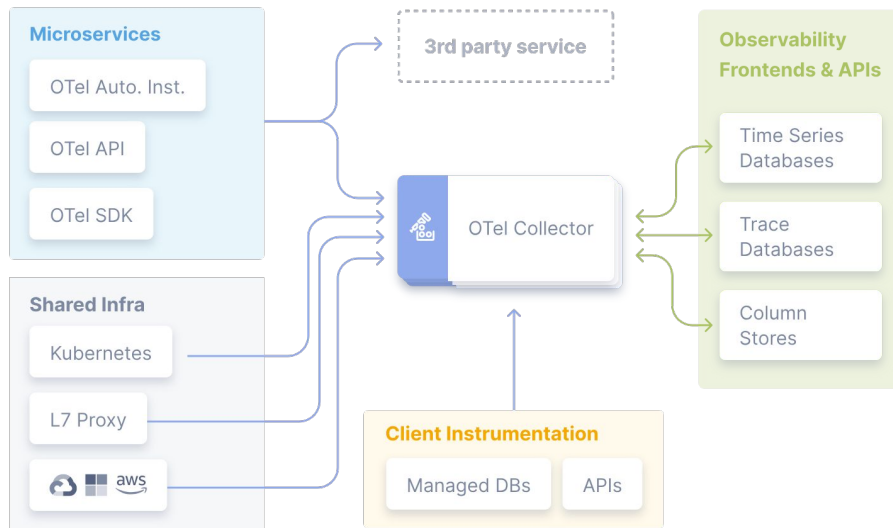 Microservices
OTel Auto. Inst.
OTel API
OTel SDK
Shared Infra
Kubernetes
L7 Proxy
aws
3rd party service
OTel Collector
Client Instrumentation
Managed DBs
APIs
Observability
Frontends & APIs
Time Series
Databases
Trace
Databases
Column
Stores